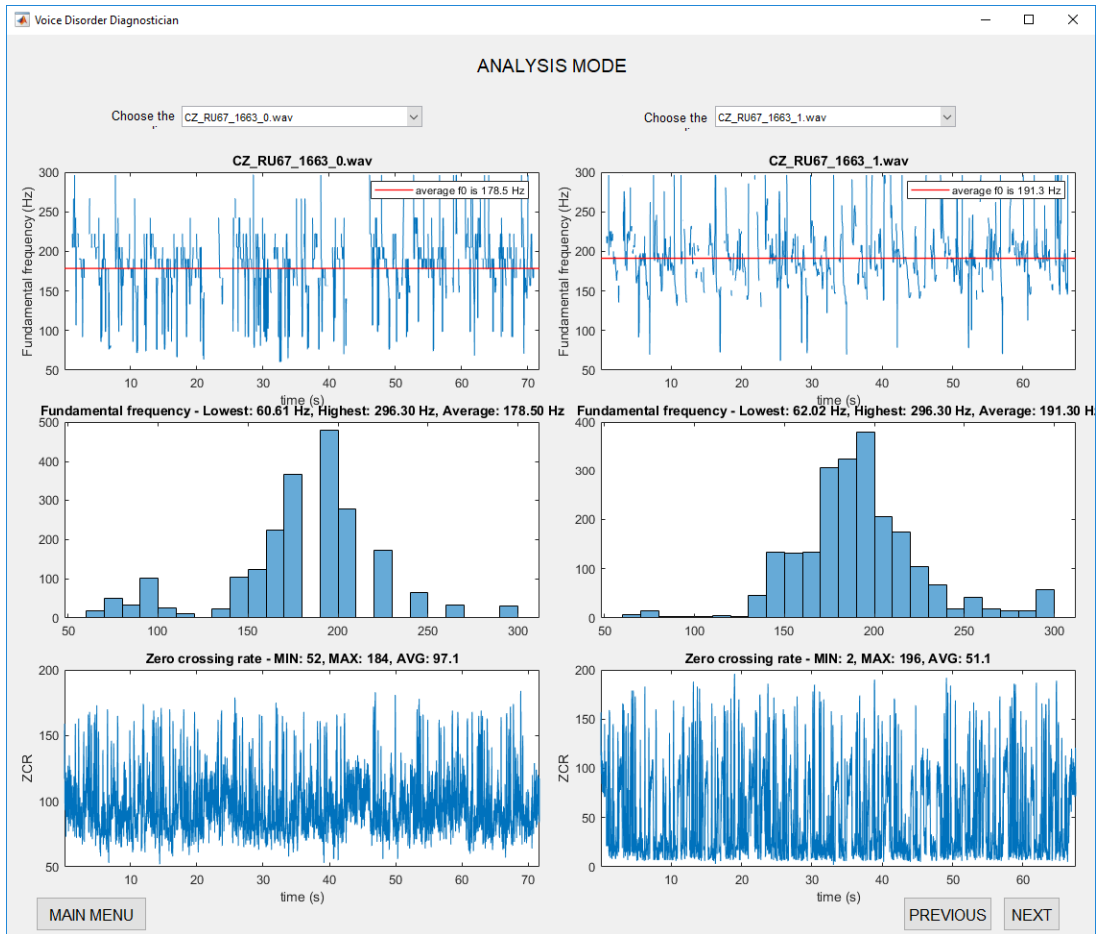 Voice Disorder Diagnostician
ANALYSIS MODE
Choose the
CZ_RU67_1663_0.wav
Choose the
CZ_RU67_1663_1.wav
CZ_RU67_1663_0.wav
300
250
200
150
100
50
Fundamental frequency (Hz)
average f0 is 178.5 Hz
10 20 30 40 50 60 70
time (s)
CZ_RU67_1663_1.wav
300
250
200
150
100
50
Fundamental frequency (Hz)
average f0 is 191.3 Hz
10 20 30 40 50 60
time (s)
Fundamental frequency - Lowest: 60.61 Hz, Highest: 296.30 Hz, Average: 178.50 Hz
500
400
300
200
100
0
50 100 150 200 250 300
Fundamental frequency - Lowest: 62.02 Hz, Highest: 296.30 Hz, Average: 191.30 H
400
300
200
100
0
50 100 150 200 250 300
Zero crossing rate - MIN: 52, MAX: 184, AVG: 97.1
200
150
100
50
ZCR
10 20 30 40 50 60 70
time (s)
Zero crossing rate - MIN: 2, MAX: 196, AVG: 51.1
200
150
100
50
0
ZCR
10 20 30 40 50 60
time (s)
MAIN MENU
PREVIOUS
NEXT